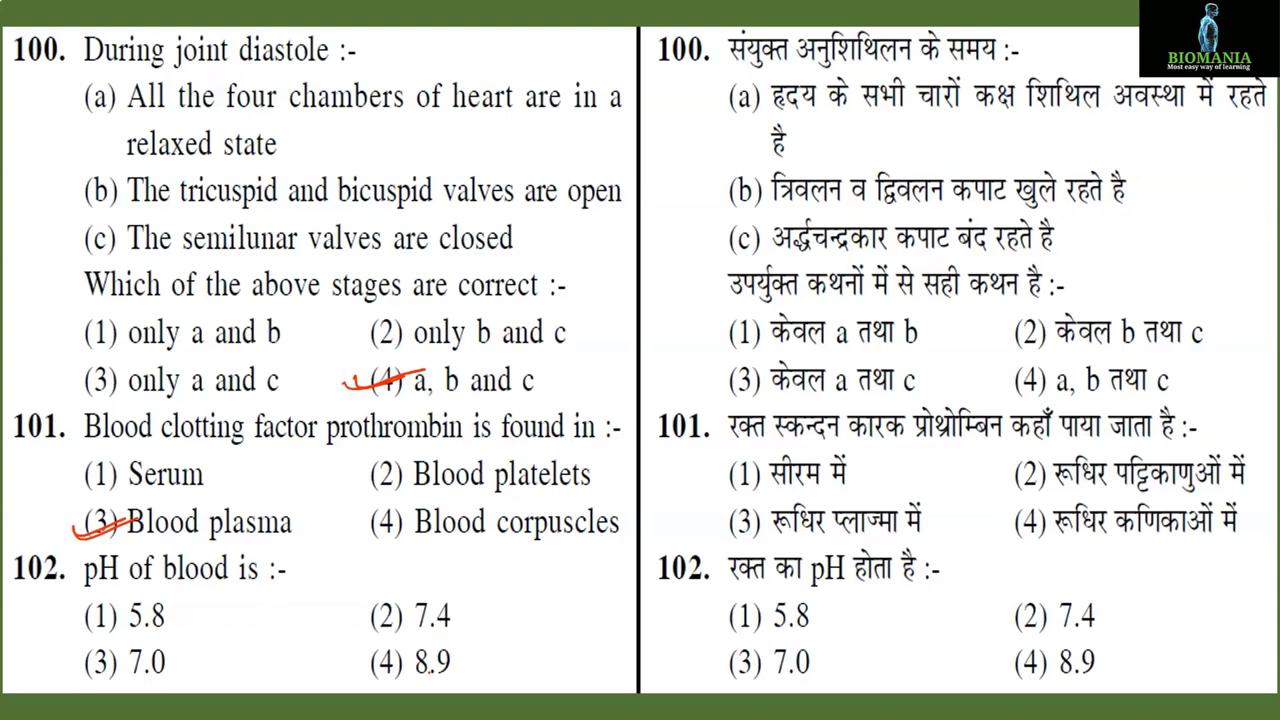 100. During joint diastole :-
(a) All the four chambers of heart are in a
relaxed state
(b) The tricuspid and bicuspid valves are open
(c) The semilunar valves are closed
Which of the above stages are correct :-
(1) only a and b (2) only b and c
(3) only a and c (4) a, b and c
101. Blood clotting factor prothrombin is found in :-
(1) Serum (2) Blood platelets
(3) Blood plasma (4) Blood corpuscles
102. pH of blood is :-
(1) 5.8 (2) 7.4
(3) 7.0 (4) 8.9
100. संयुक्त अनुशिथिलन के समय :-
(a) हृदय के सभी चारों कक्ष शिथिल अवस्था में रहते
है
(b) त्रिवलन व द्विवलन कपाट खुले रहते है
(c) अर्द्धचन्द्रकार कपाट बंद रहते है
उपर्युक्त कथनों में से सही कथन है :-
(1) केवल a तथा b (2) केवल b तथा c
(3) केवल a तथा c (4) a, b तथा c
101. रक्त स्कन्दन कारक प्रोथ्रोम्बिन कहाँ पाया जाता है :-
(1) सीरम में (2) रूधिर पट्टिकाणुओं में
(3) रूधिर प्लाज्मा में (4) रूधिर कणिकाओं में
102. रक्त का pH होता है :-
(1) 5.8 (2) 7.4
(3) 7.0 (4) 8.9
BIOMANIA
Most easy way of learning